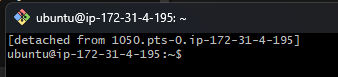 ubuntu@ip-172-31-4-195: ~
[detached from 1050.pts-0.ip-172-31-4-195]
ubuntu@ip-172-31-4-195:~$